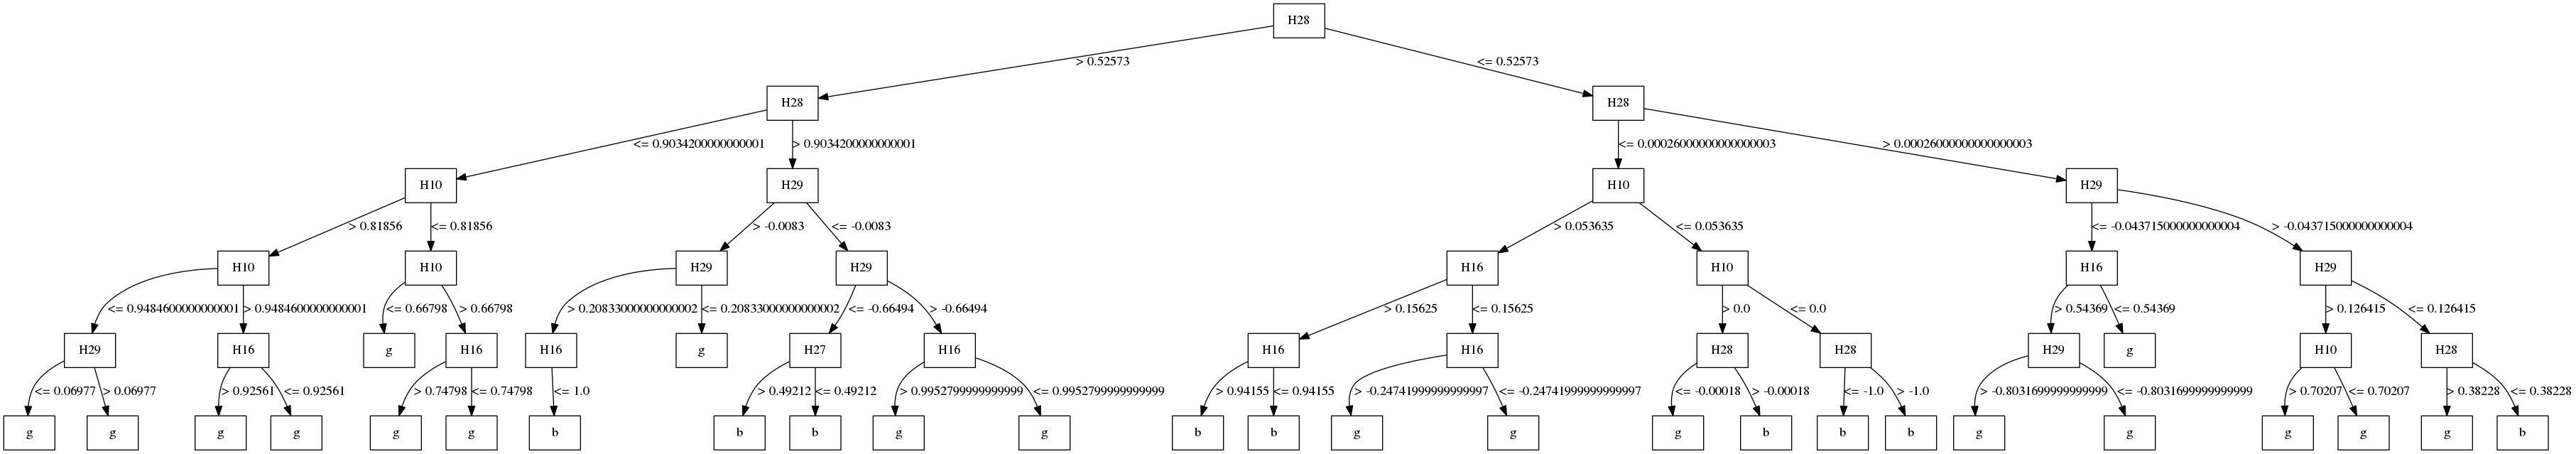 H28
> 0.52573 <= 0.52573
H28 H28
<= 0.9034200000000001 > 0.9034200000000001 <= 0.00026000000000000003 > 0.00026000000000000003
H10 H29 H10 H29
> 0.81856 <= 0.81856 > -0.0083 <= -0.0083 > 0.053635 <= 0.053635 <= -0.043715000000000004 > -0.043715000000000004
H10 H10 H29 H29 H16 H10 H16 H29
<= 0.9484600000000001 > 0.9484600000000001 <= 0.66798 > 0.66798 > 0.20833000000000002 <= 0.20833000000000002 <= -0.66494 > -0.66494 > 0.15625 <= 0.15625 > 0.0 <= 0.0 > 0.54369 <= 0.54369 > 0.126415 <= 0.126415
H29 H16 g H16 H16 g H27 H16 H16 H16 H28 H28 H29 g H10 H28
<= 0.06977 > 0.06977 > 0.92561 <= 0.92561 > 0.74798 <= 0.74798 <= 1.0 > 0.49212 <= 0.49212 > 0.9952799999999999 <= 0.9952799999999999 > 0.94155 <= 0.94155 > -0.24741999999999997 <= -0.24741999999999997 <= -0.00018 > -0.00018 <= -1.0 > -1.0 > -0.8031699999999999 <= -0.8031699999999999 > 0.70207 <= 0.70207 > 0.38228 <= 0.38228
g g g g g g b b b g g b b g g g b b b g g g g g b